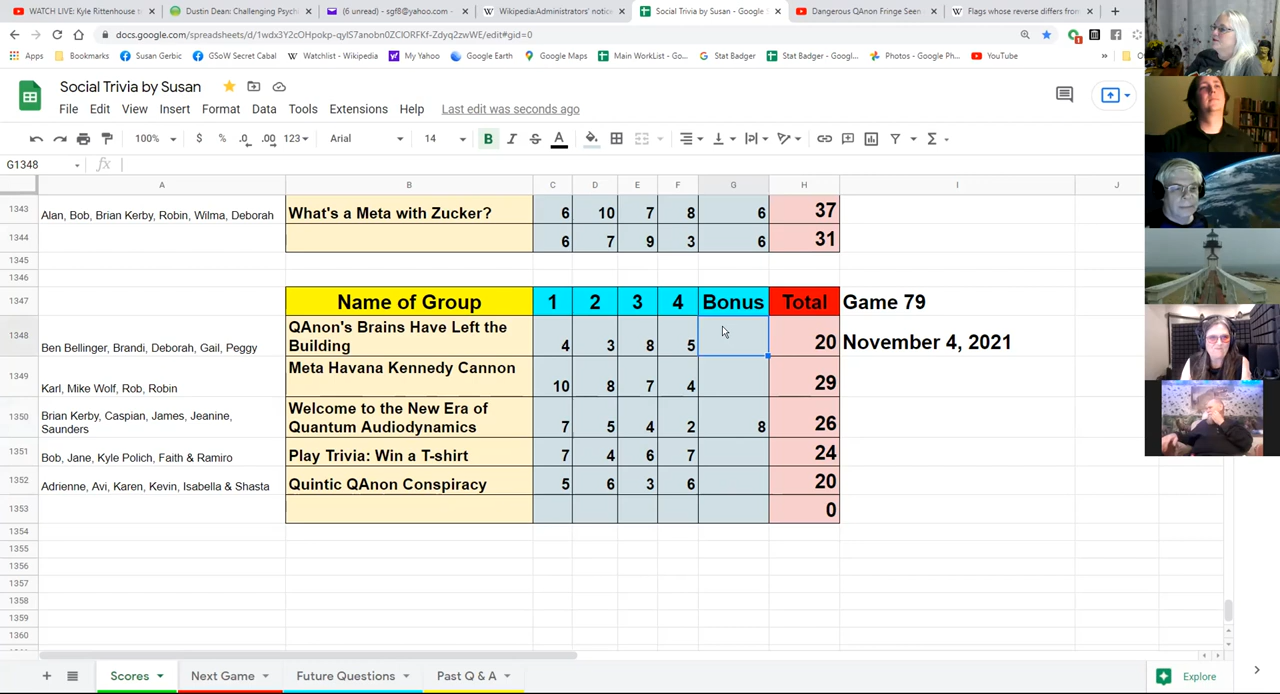 WATCH LIVE: Kyle Rittenhouse t
Dustin Dean: Challenging Psych
(6 unread) - sgf8@yahoo.com -
Wikipedia:Administrators' notic
Social Trivia by Susan - Google S
Dangerous QAnon Fringe Seen
Flags whose reverse differs from
Apps Bookmarks Susan Gerbic GSoW Secret Cabal Watchlist - Wikipedia My Yahoo Google Earth Google Maps Main WorkList - Go... Stat Badger Stat Badger - Googl... Photos - Google Ph... YouTube
Social Trivia by Susan
File Edit View Insert Format Data Tools Extensions Help Last edit was seconds ago
100% $ % .0 .00 123 Arial 14 B I S A
G1348 fx
A B C D E F G H I J
1343 Alan, Bob, Brian Kerby, Robin, Wilma, Deborah What's a Meta with Zucker? 6 10 7 8 6 37
1344 6 7 9 3 6 31
1345
1346
1347 Name of Group 1 2 3 4 Bonus Total Game 79
1348 Ben Bellinger, Brandi, Deborah, Gail, Peggy QAnon's Brains Have Left the
Building 4 3 8 5 20 November 4, 2021
1349 Karl, Mike Wolf, Rob, Robin Meta Havana Kennedy Cannon 10 8 7 4 29
1350 Brian Kerby, Caspian, James, Jeanine,
Saunders Welcome to the New Era of
Quantum Audiodynamics 7 5 4 2 8 26
1351 Bob, Jane, Kyle Polich, Faith & Ramiro Play Trivia: Win a T-shirt 7 4 6 7 24
1352 Adrienne, Avi, Karen, Kevin, Isabella & Shasta Quintic QAnon Conspiracy 5 6 3 6 20
1353 0
1354
1355
1356
1357
1358
1359
1360
Scores Next Game Future Questions Past Q & A Explore